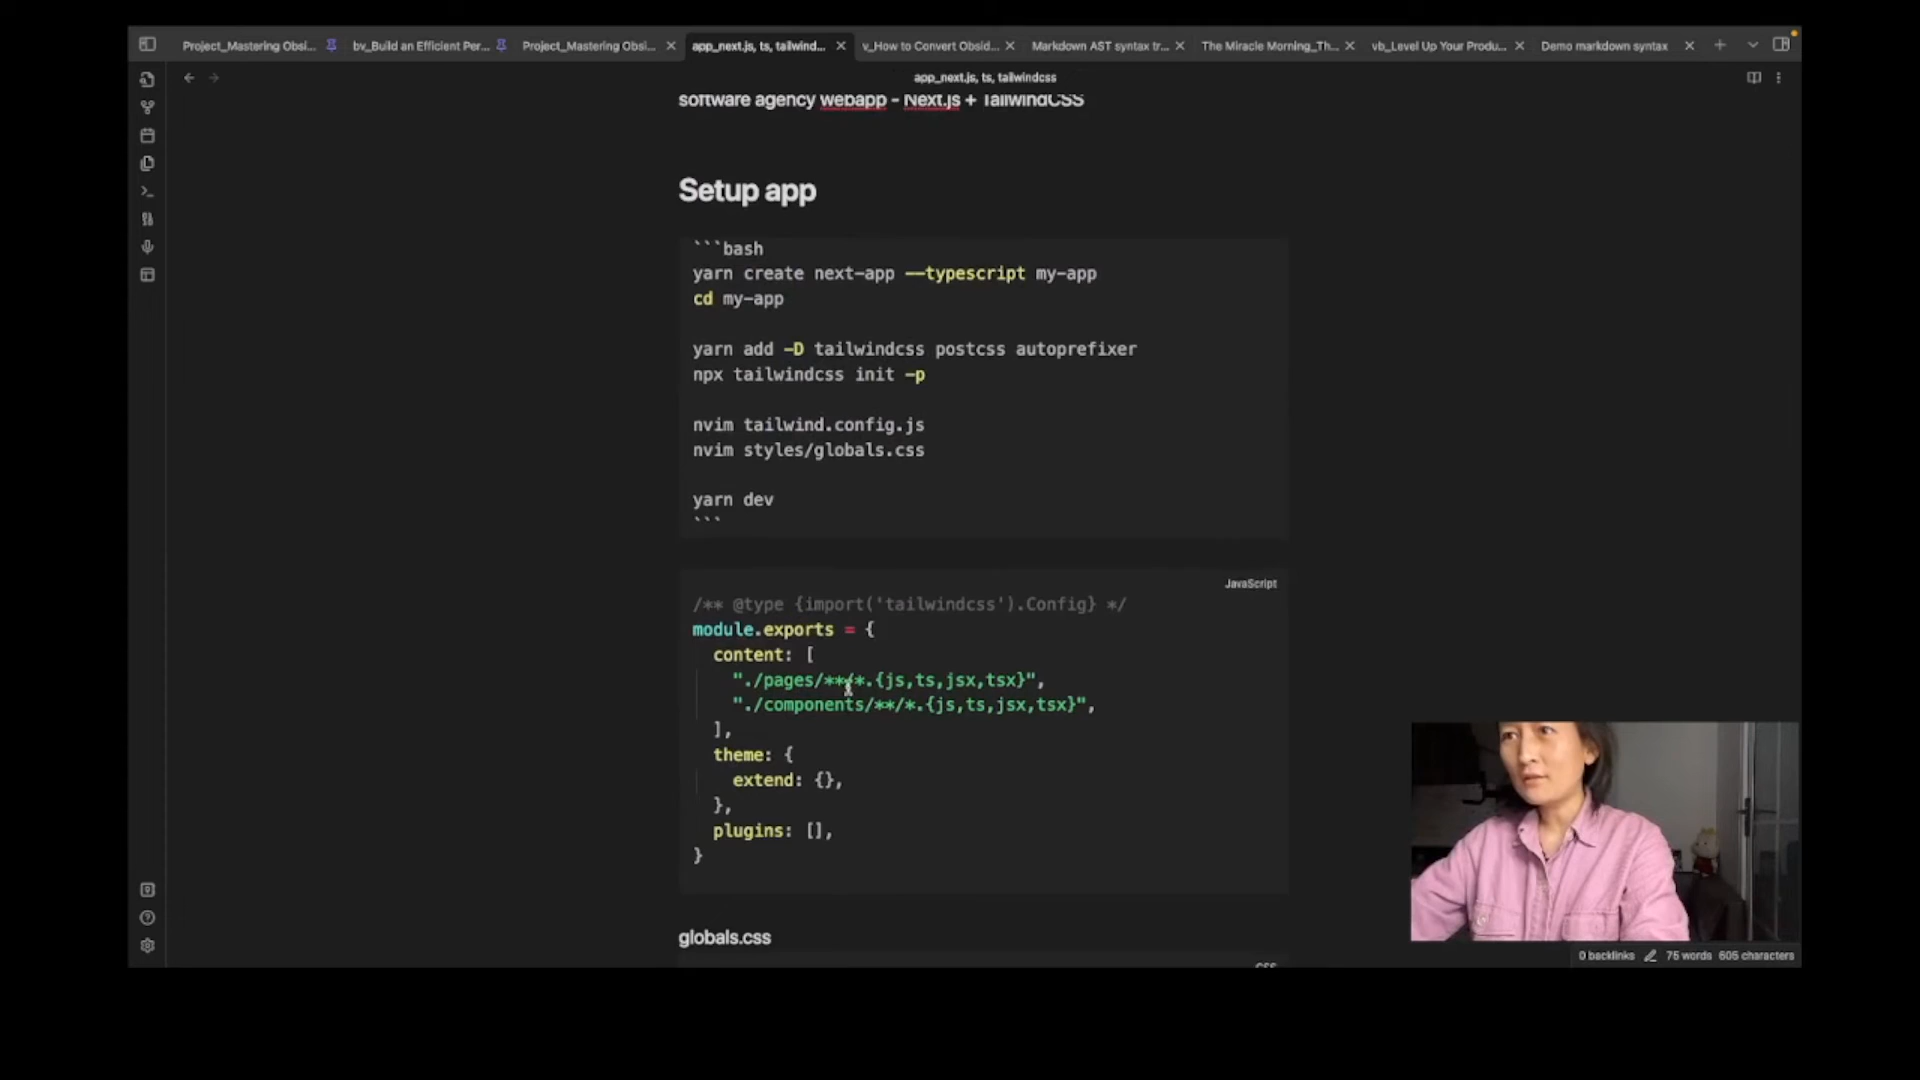 Project_Mastering Obsi...
bv_Build an Efficient Per...
Project_Mastering Obsi...
app_next.js, ts, tailwind...
v_How to Convert Obsid...
Markdown AST syntax tr...
The Miracle Morning_Th...
vb_Level Up Your Produ...
Demo markdown syntax
app_next.js, ts, tailwindcss
software agency webapp - Next.js + TailwindCSS
Setup app
```bash
yarn create next-app --typescript my-app
cd my-app
yarn add -D tailwindcss postcss autoprefixer
npx tailwindcss init -p
nvim tailwind.config.js
nvim styles/globals.css
yarn dev
```
JavaScript
/** @type {import('tailwindcss').Config} */
module.exports = {
content: [
"./pages/**/*.{js,ts,jsx,tsx}",
"./components/**/*.{js,ts,jsx,tsx}",
],
theme: {
extend: {},
},
plugins: [],
}
globals.css
CSS
0 backlinks 75 words 605 characters